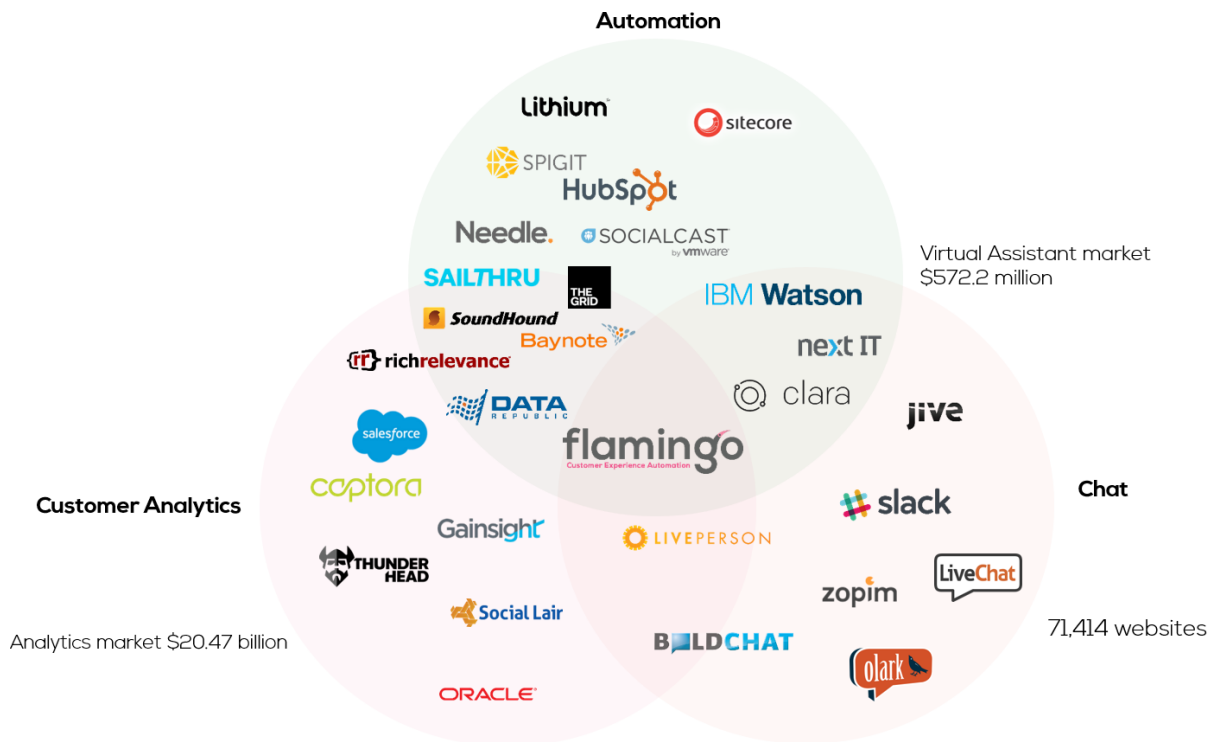 Automation
Lithium
sitecore
SPIGIT
HubSpot
Needle.
SOCIALCAST
by vmware
Virtual Assistant market
$572.2 million
SAILTHRU
THE
GRID
IBM Watson
SoundHound
Baynote
next IT
{rr} richrelevance
DATA
REPUBLIC
clara
jive
salesforce
flamingo
Customer Experience Automation
captora
Customer Analytics
Chat
slack
Gainsight
LIVEPERSON
THUNDER
HEAD
LiveChat
zopim
Social Lair
71,414 websites
Analytics market $20.47 billion
BOLDCHAT
olark
ORACLE